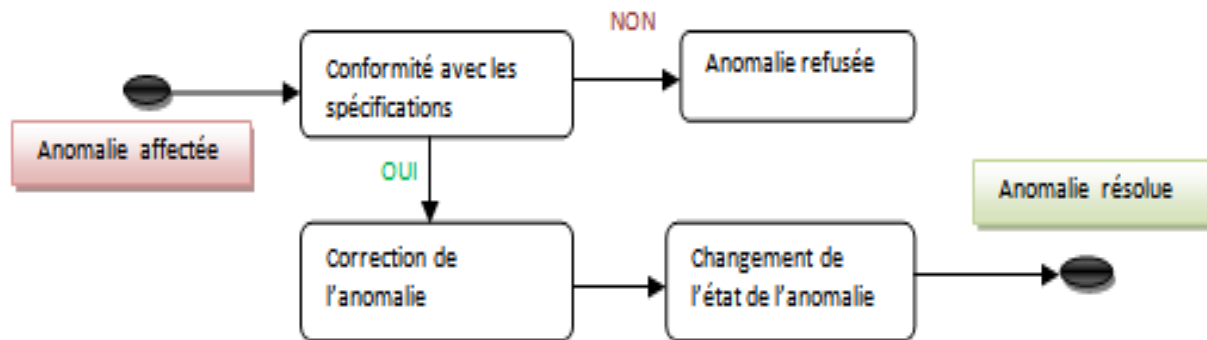 NON
Conformité avec les
spécifications
Anomalie refusée
Anomalie affectée
OUI
Anomalie résolue
Correction de
l'anomalie
Changement de
l'état de l'anomalie